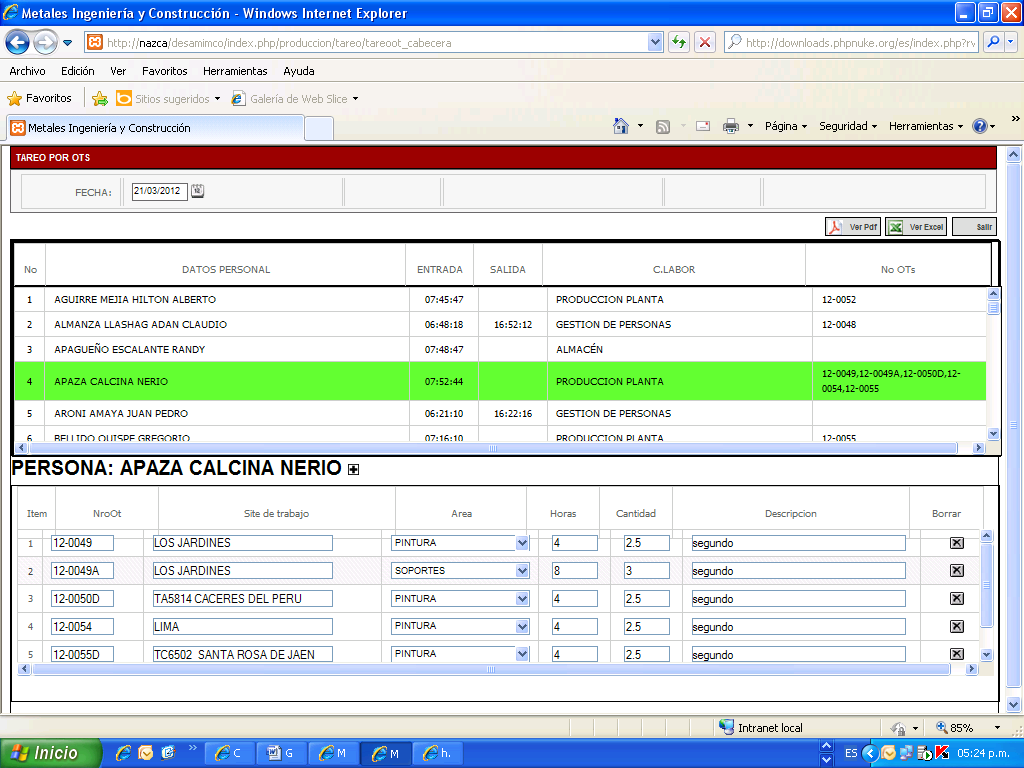 Metales Ingeniería y Construcción - Windows Internet Explorer
http://nazca/desamimco/index.php/produccion/tareo/tareoot_cabecera
http://downloads.phpnuke.org/es/index.php?rv
Archivo Edición Ver Favoritos Herramientas Ayuda
Favoritos Sitios sugeridos Galería de Web Slice
Metales Ingeniería y Construcción Página Seguridad Herramientas
TAREO POR OTS
FECHA: 21/03/2012
Ver Pdf Ver Excel Salir
No DATOS PERSONAL ENTRADA SALIDA C.LABOR No OTs
1 AGUIRRE MEJIA HILTON ALBERTO 07:45:47 PRODUCCION PLANTA 12-0052
2 ALMANZA LLASHAG ADAN CLAUDIO 06:48:18 16:52:12 GESTION DE PERSONAS 12-0048
3 APAGUEÑO ESCALANTE RANDY 07:48:47 ALMACÉN
4 APAZA CALCINA NERIO 07:52:44 PRODUCCION PLANTA 12-0049,12-0049A,12-0050D,12-
0054,12-0055
5 ARONI AMAYA JUAN PEDRO 06:21:10 16:22:16 GESTION DE PERSONAS
6 BELLIDO QUISPE GREGORIO 07:16:10 PRODUCCION PLANTA 12-0055
PERSONA: APAZA CALCINA NERIO
Item NroOt Site de trabajo Area Horas Cantidad Descripcion Borrar
1 12-0049 LOS JARDINES PINTURA 4 2.5 segundo
2 12-0049A LOS JARDINES SOPORTES 8 3 segundo
3 12-0050D TA5814 CACERES DEL PERU PINTURA 4 2.5 segundo
4 12-0054 LIMA PINTURA 4 2.5 segundo
5 12-0055D TC6502 SANTA ROSA DE JAEN PINTURA 4 2.5 segundo
Intranet local 85%
Inicio C G M M h. ES 05:24 p.m.